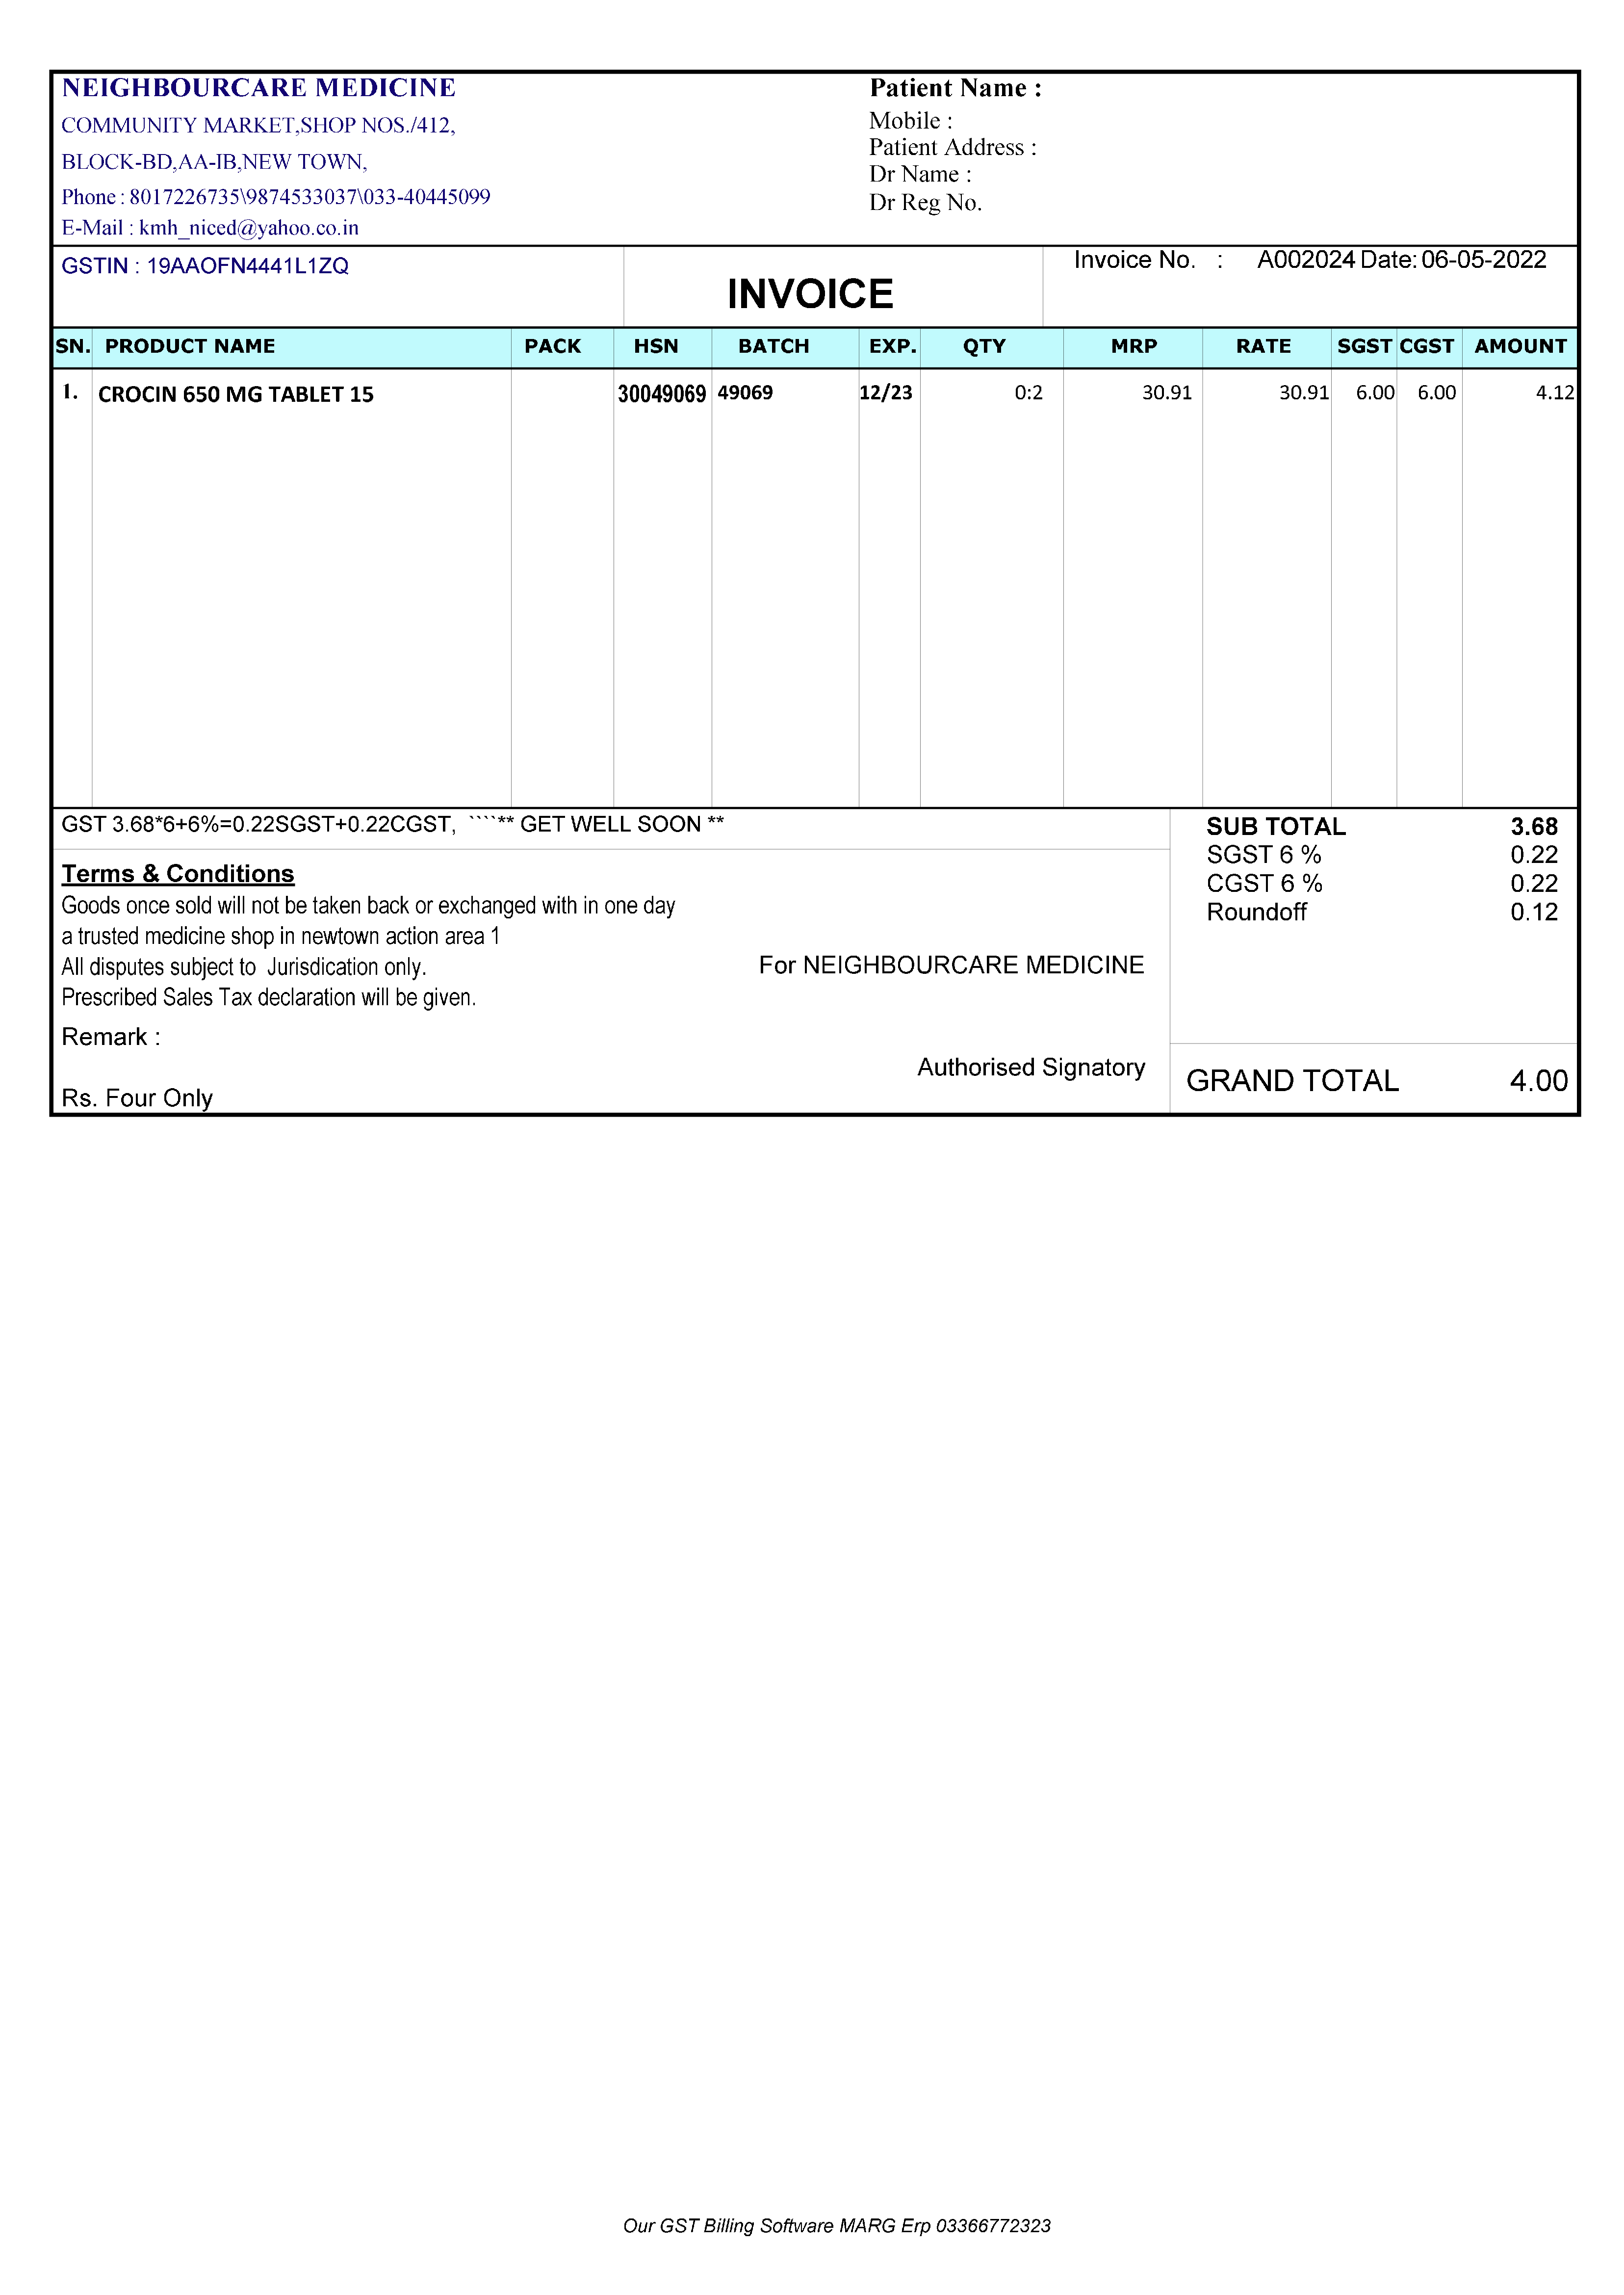 NEIGHBOURCARE MEDICINE
COMMUNITY MARKET,SHOP NOS./412,
BLOCK-BD,AA-IB,NEW TOWN,
Phone : 8017226735\9874533037\033-40445099
E-Mail : kmh_niced@yahoo.co.in
Patient Name :
Mobile :
Patient Address :
Dr Name :
Dr Reg No.
GSTIN : 19AAOFN4441L1ZQ
INVOICE
Invoice No. : A002024 Date: 06-05-2022
SN. PRODUCT NAME PACK HSN BATCH EXP. QTY MRP RATE SGST CGST AMOUNT
1. CROCIN 650 MG TABLET 15 30049069 49069 12/23 0:2 30.91 30.91 6.00 6.00 4.12
GST 3.68*6+6%=0.22SGST+0.22CGST, ````** GET WELL SOON **
Terms & Conditions
Goods once sold will not be taken back or exchanged with in one day
a trusted medicine shop in newtown action area 1
All disputes subject to Jurisdication only.
Prescribed Sales Tax declaration will be given.
Remark :
Rs. Four Only
For NEIGHBOURCARE MEDICINE
Authorised Signatory
SUB TOTAL 3.68
SGST 6 % 0.22
CGST 6 % 0.22
Roundoff 0.12
GRAND TOTAL 4.00
Our GST Billing Software MARG Erp 03366772323